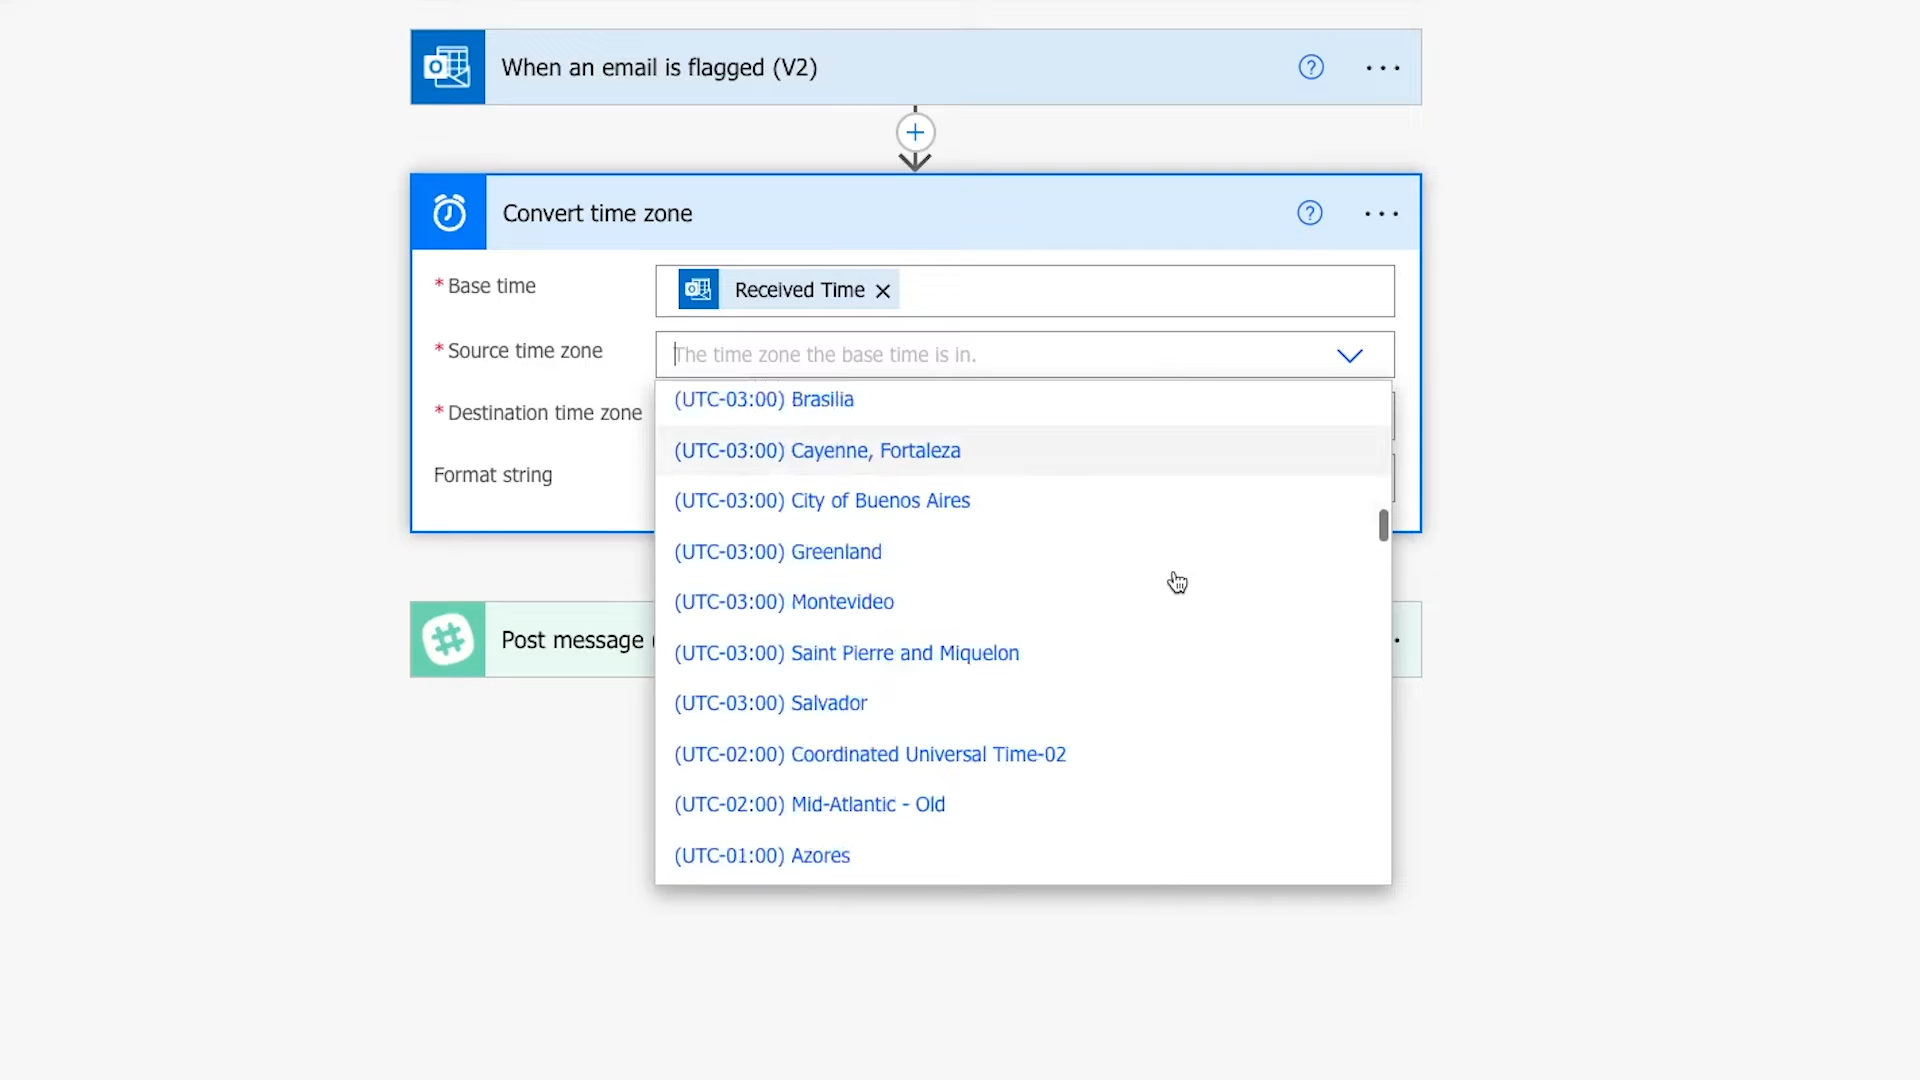 When an email is flagged (V2)
Convert time zone
* Base time
Received Time
* Source time zone
The time zone the base time is in.
* Destination time zone
Format string
(UTC-03:00) Brasilia
(UTC-03:00) Cayenne, Fortaleza
(UTC-03:00) City of Buenos Aires
(UTC-03:00) Greenland
(UTC-03:00) Montevideo
(UTC-03:00) Saint Pierre and Miquelon
(UTC-03:00) Salvador
(UTC-02:00) Coordinated Universal Time-02
(UTC-02:00) Mid-Atlantic - Old
(UTC-01:00) Azores
Post message (